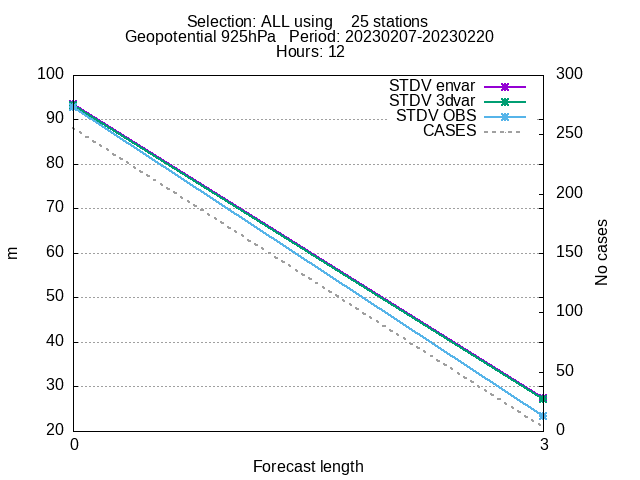 Selection: ALL using    25 stations
Geopotential 925hPa   Period: 20230207-20230220
Hours: 12
100
90
80
70
60
50
40
30
20
m
STDV envar
STDV 3dvar
STDV OBS
CASES
300
250
200
150
100
50
0
No cases
0
3
Forecast length